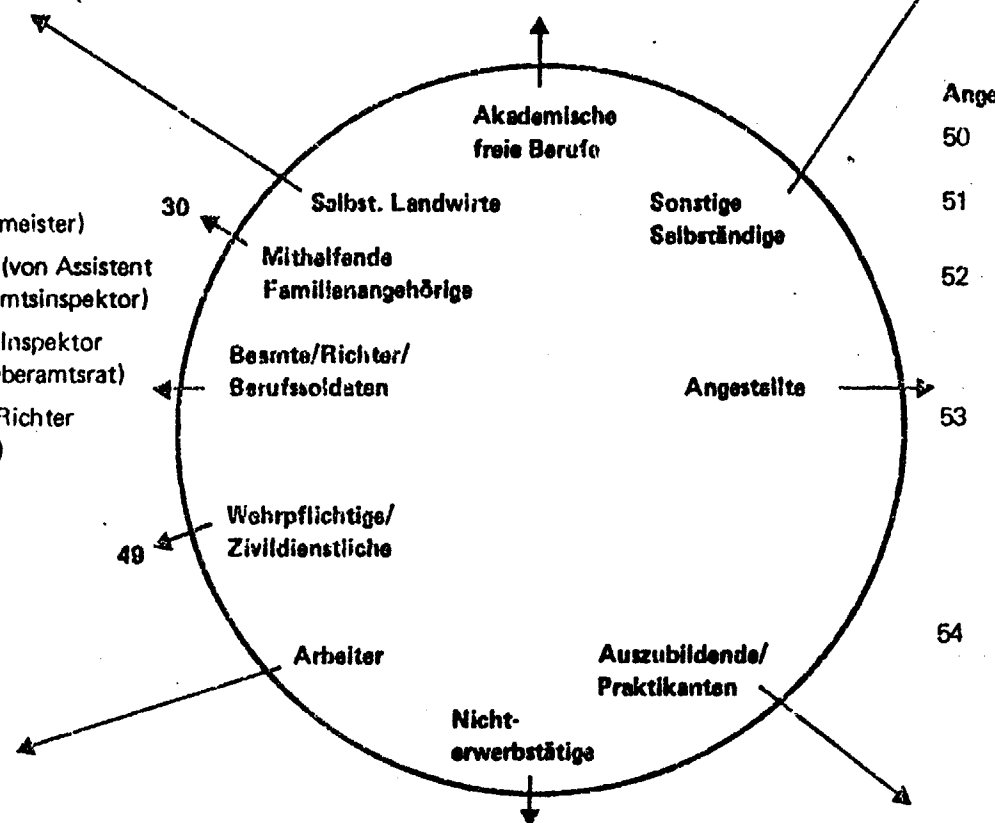 Akademische
freie Berufe
Selbst. Landwirte
Sonstige
Selbständige
30
Mithelfende
Familienangehörige
meister)
(von Assistent
mtsinspektor)
Inspektor
beramtsrat)
Richter
)
Beamte/Richter/
Berufssoldaten
Angestellte
Ange
50
51
52
53
54
Wehrpflichtige/
Zivildienstliche
49
Arbeiter
Auszubildende/
Praktikanten
Nicht-
erwerbstätige